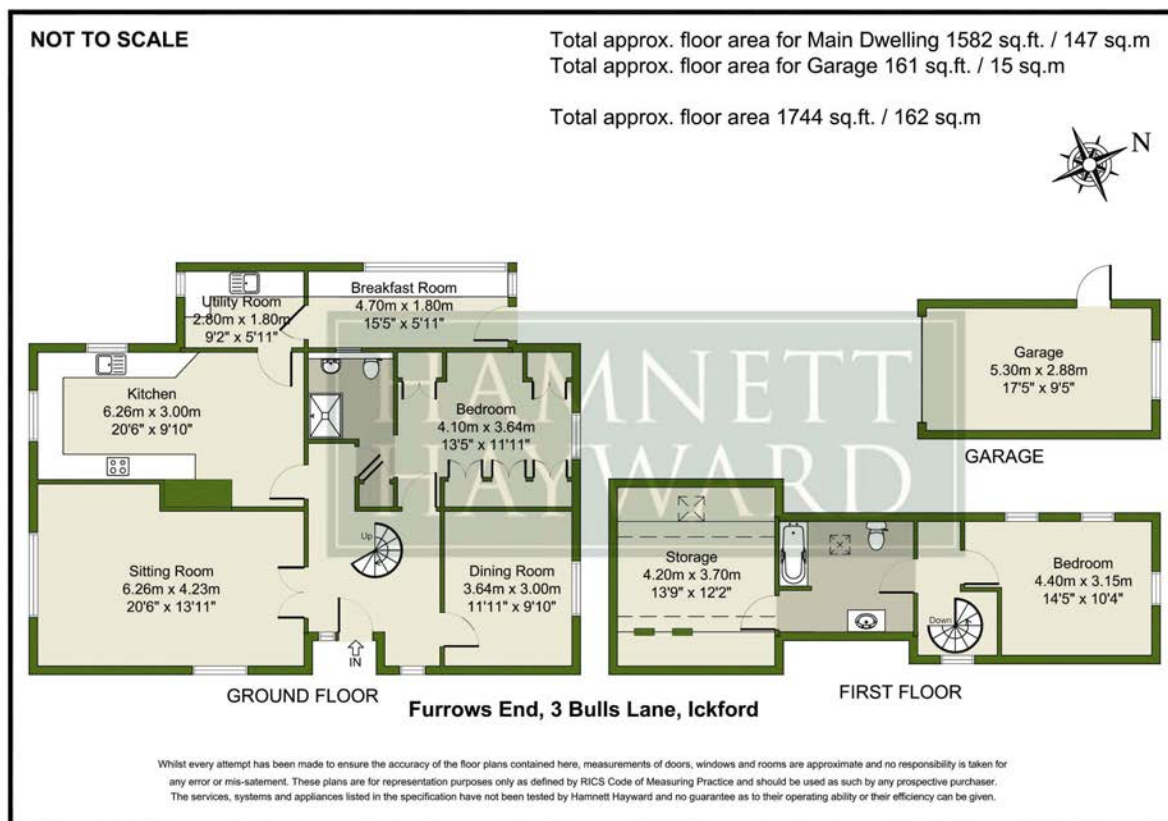 NOT TO SCALE
Total approx. floor area for Main Dwelling 1582 sq.ft. / 147 sq.m
Total approx. floor area for Garage 161 sq.ft. / 15 sq.m
Total approx. floor area 1744 sq.ft. / 162 sq.m
N
Utility Room
2.80m x 1.80m
9'2" x 5'11"
Breakfast Room
4.70m x 1.80m
15'5" x 5'11"
Kitchen
6.26m x 3.00m
20'6" x 9'10"
Bedroom
4.10m x 3.64m
13'5" x 11'11"
Garage
5.30m x 2.88m
17'5" x 9'5"
GARAGE
HAMNETT
HAYWARD
Sitting Room
6.26m x 4.23m
20'6" x 13'11"
Up
Dining Room
3.64m x 3.00m
11'11" x 9'10"
IN
GROUND FLOOR
Storage
4.20m x 3.70m
13'9" x 12'2"
Down
Bedroom
4.40m x 3.15m
14'5" x 10'4"
FIRST FLOOR
Furrows End, 3 Bulls Lane, Ickford
Whilst every attempt has been made to ensure the accuracy of the floor plans contained here, measurements of doors, windows and rooms are approximate and no responsibility is taken for
any error or mis-satement. These plans are for representation purposes only as defined by RICS Code of Measuring Practice and should be used as such by any prospective purchaser.
The services, systems and appliances listed in the specification have not been tested by Hamnett Hayward and no guarantee as to their operating ability or their efficiency can be given.